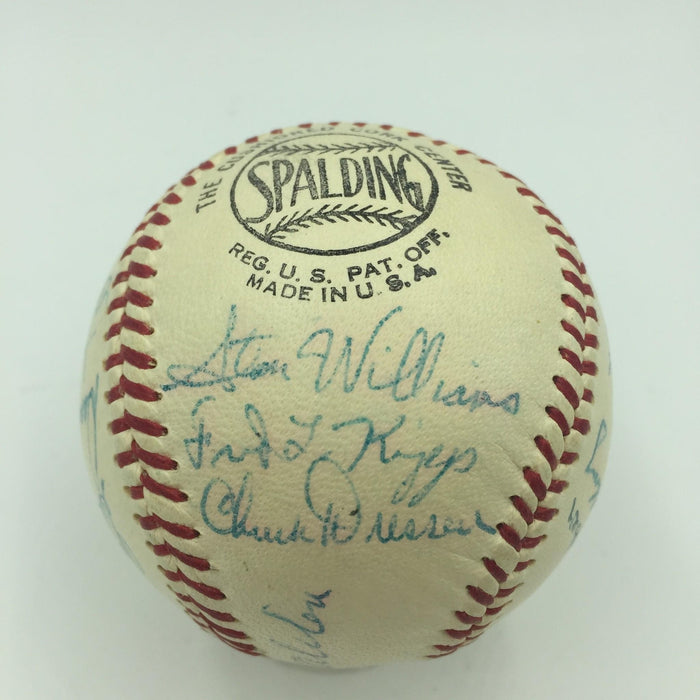 THE CUSHIONED CORK CENTER
SPALDING
REG. U. S. PAT. OFF.
MADE IN U.S.A.
Stan Williams
Fred L Kipp
Chuck Dressen